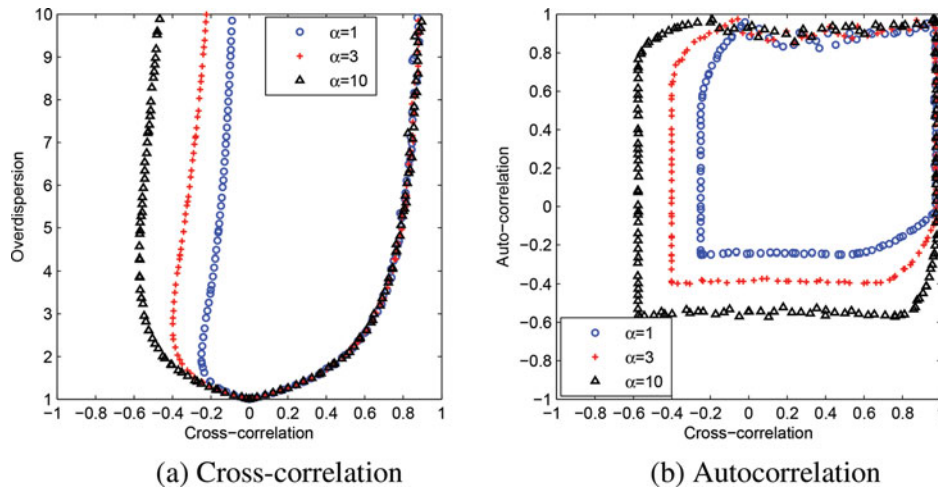 10
9
8
7
6
5
4
3
2
1
Overdispersion
α=1
α=3
α=10
−1 −0.8 −0.6 −0.4 −0.2 0 0.2 0.4 0.6 0.8 1
Cross−correlation
(a) Cross-correlation
1
0.8
0.6
0.4
0.2
0
−0.2
−0.4
−0.6
−0.8
−1
Auto−correlation
α=1
α=3
α=10
−1 −0.8 −0.6 −0.4 −0.2 0 0.2 0.4 0.6 0.8
Cross−correlation
(b) Autocorrelation